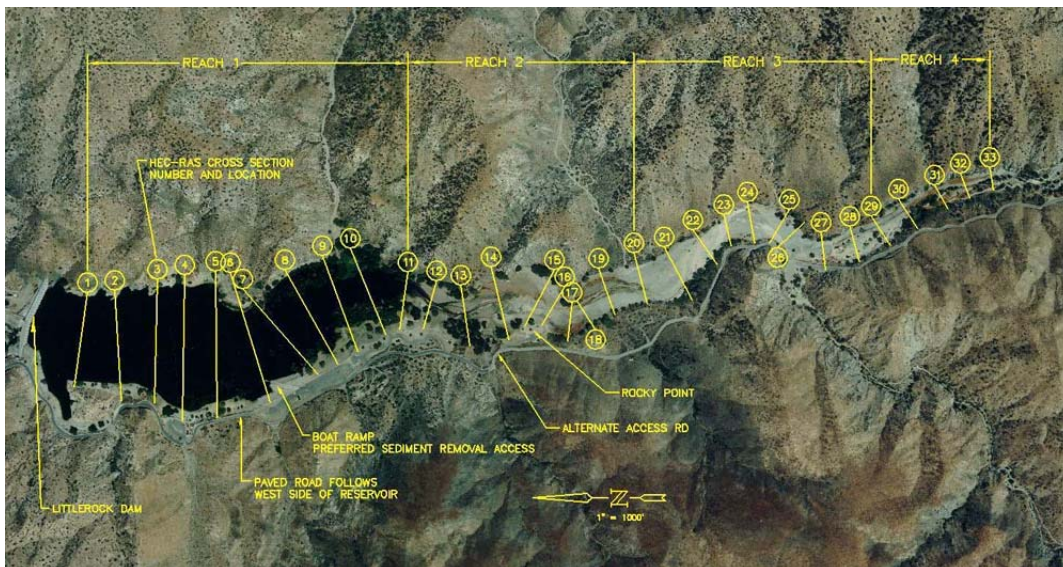 REACH 1
REACH 2
REACH 3
REACH 4
HEC-RAS CROSS SECTION
NUMBER AND LOCATION
1
2
3
4
5
6
7
8
9
10
11
12
13
14
15
16
17
18
19
20
21
22
23
24
25
26
27
28
29
30
31
32
33
ROCKY POINT
ALTERNATE ACCESS RD
BOAT RAMP
PREFERRED SEDIMENT REMOVAL ACCESS
PAVED ROAD FOLLOWS
WEST SIDE OF RESERVOIR
LITTLEROCK DAM
N
1" = 1000'